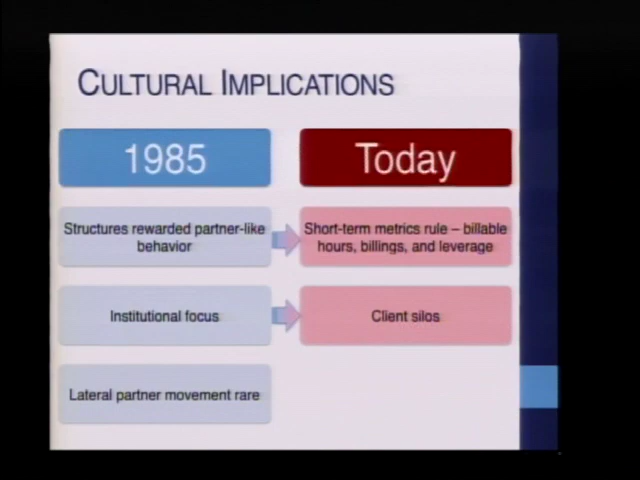 CULTURAL IMPLICATIONS
1985
Today
Structures rewarded partner-like
behavior
Short-term metrics rule – billable
hours, billings, and leverage
Institutional focus
Client silos
Lateral partner movement rare